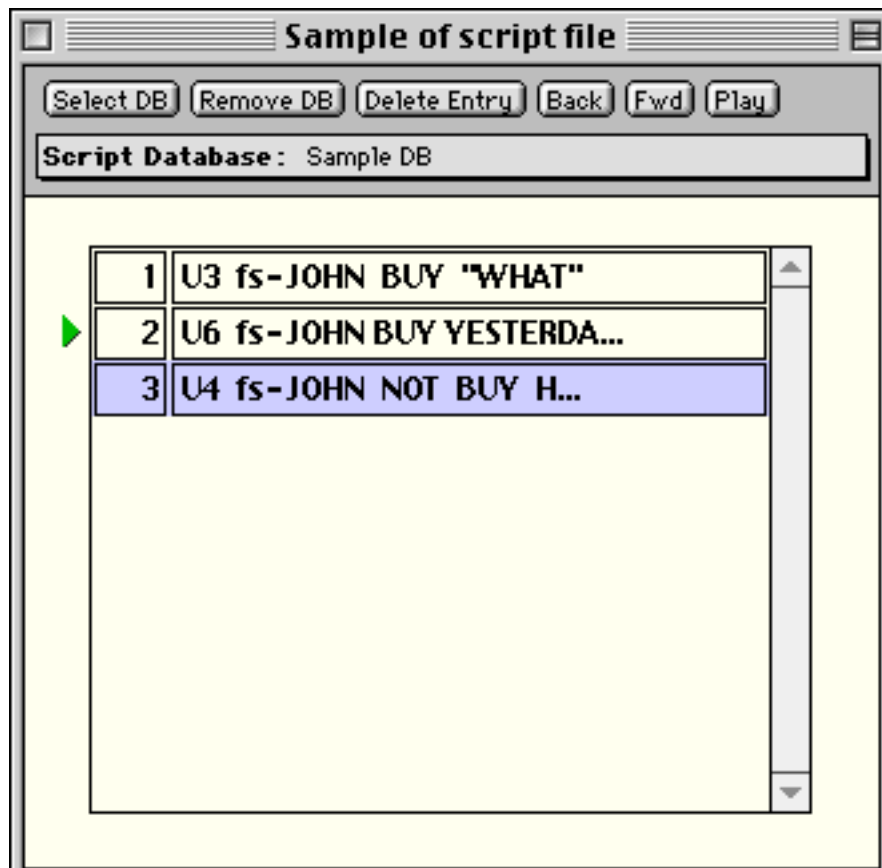 Sample of script file
Select DB Remove DB Delete Entry Back Fwd Play
Script Database: Sample DB
1 U3 fs-JOHN BUY "WHAT"
2 U6 fs-JOHN BUY YESTERDA...
3 U4 fs-JOHN NOT BUY H...